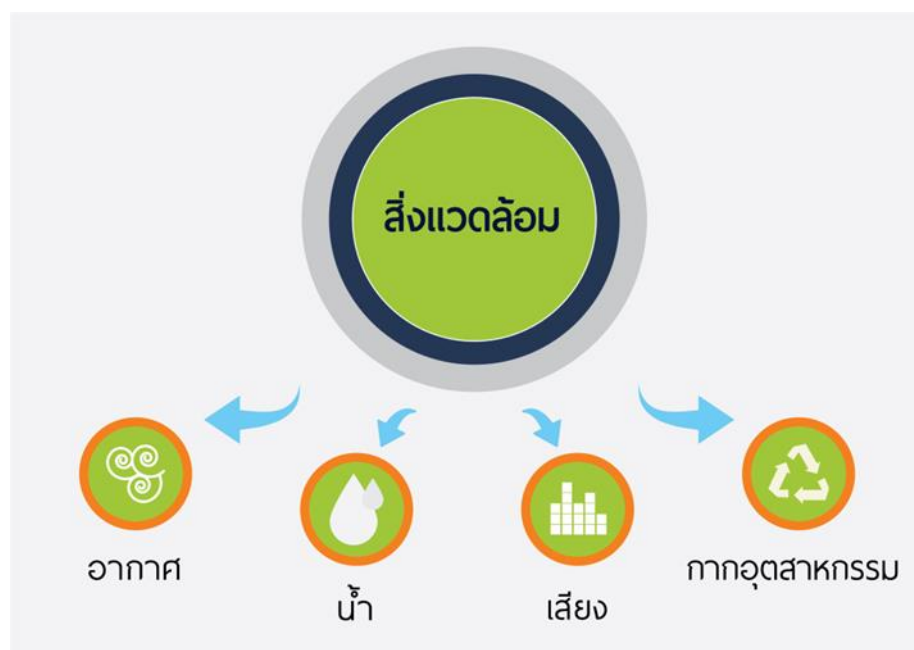 สิ่งแวดล้อม
อากาศ
น้ำ
เสียง
กากอุตสาหกรรม